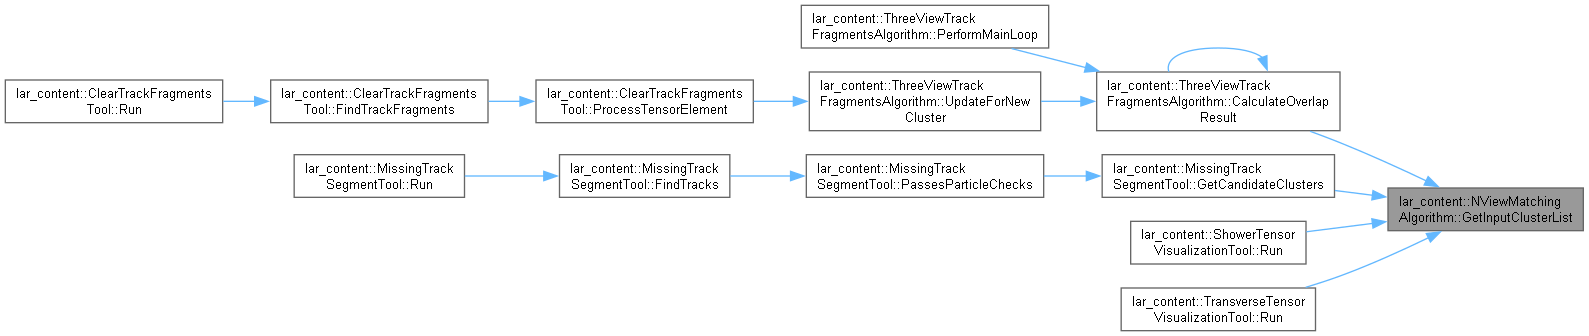 lar_content::ThreeViewTrack
FragmentsAlgorithm::PerformMainLoop
lar_content::ClearTrackFragments
Tool::Run
lar_content::ClearTrackFragments
Tool::FindTrackFragments
lar_content::ClearTrackFragments
Tool::ProcessTensorElement
lar_content::ThreeViewTrack
FragmentsAlgorithm::UpdateForNew
Cluster
lar_content::ThreeViewTrack
FragmentsAlgorithm::CalculateOverlap
Result
lar_content::MissingTrack
SegmentTool::Run
lar_content::MissingTrack
SegmentTool::FindTracks
lar_content::MissingTrack
SegmentTool::PassesParticleChecks
lar_content::MissingTrack
SegmentTool::GetCandidateClusters
lar_content::NViewMatching
Algorithm::GetInputClusterList
lar_content::ShowerTensor
VisualizationTool::Run
lar_content::TransverseTensor
VisualizationTool::Run